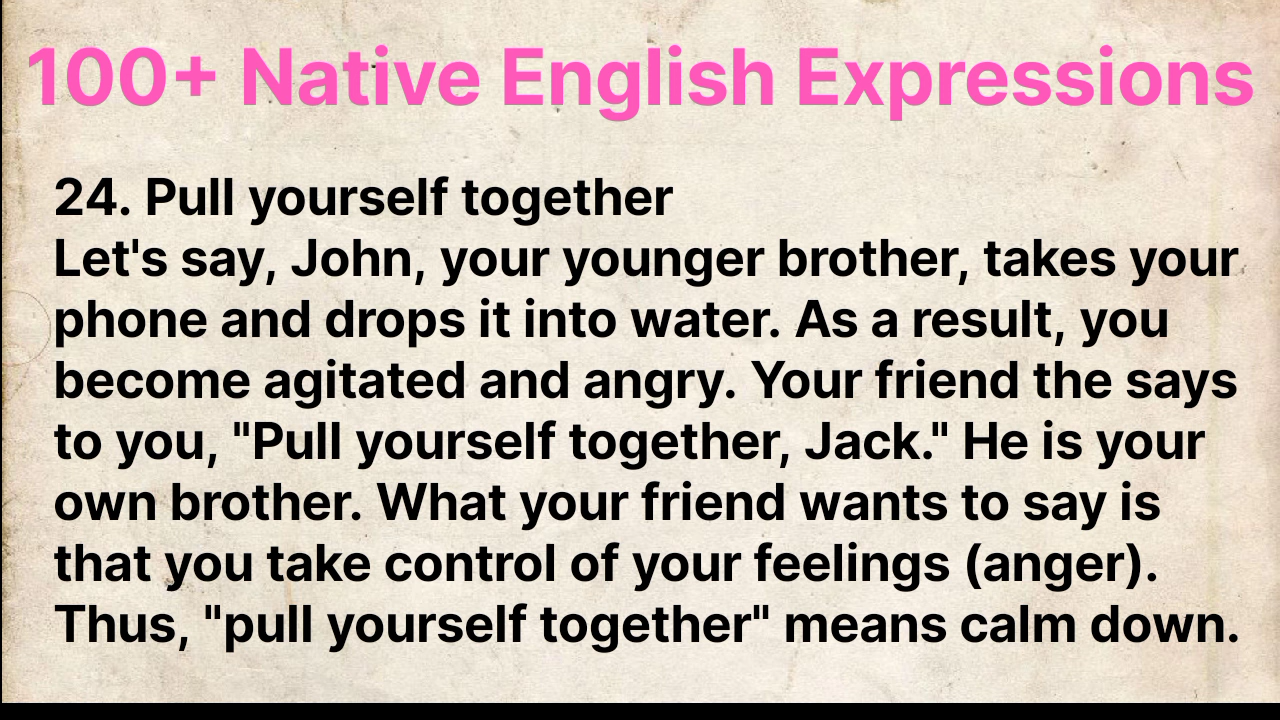 100+ Native English Expressions
24. Pull yourself together
Let's say, John, your younger brother, takes your
phone and drops it into water. As a result, you
become agitated and angry. Your friend the says
to you, "Pull yourself together, Jack." He is your
own brother. What your friend wants to say is
that you take control of your feelings (anger).
Thus, "pull yourself together" means calm down.